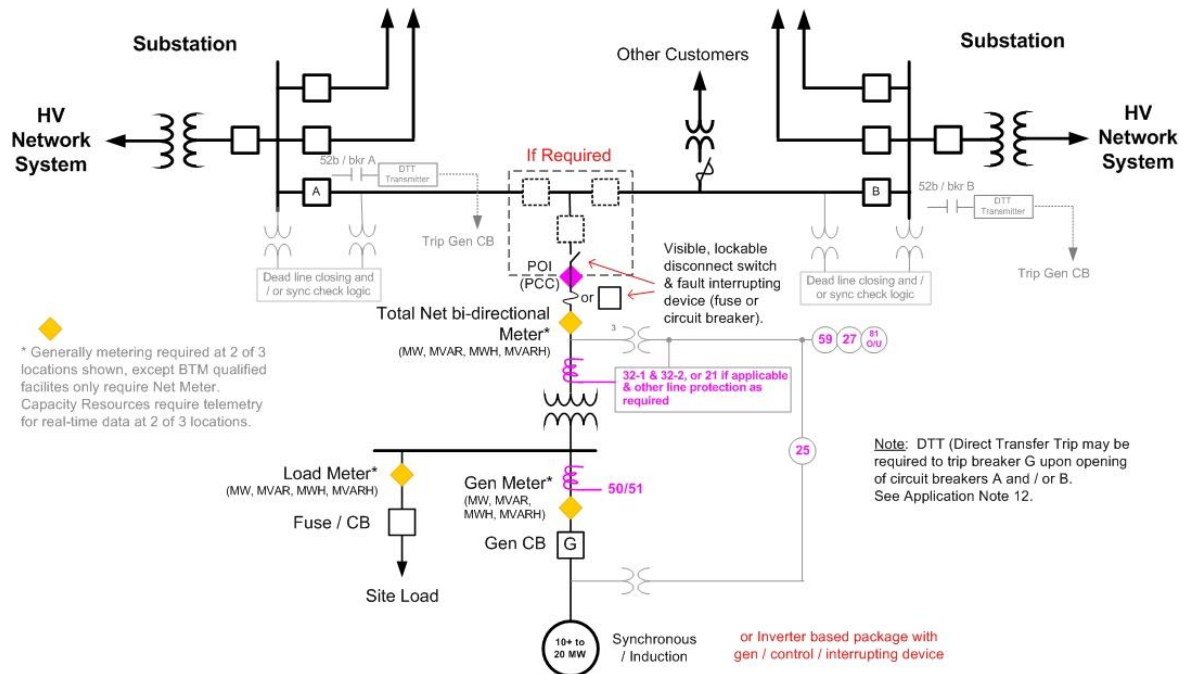 Substation
Substation
Other Customers
HV
Network
System
HV
Network
System
If Required
52b / bkr A
DTT
Transmitter
A
B
52b / bkr B
DTT
Transmitter
Trip Gen CB
Trip Gen CB
Dead line closing and
/ or sync check logic
Dead line closing and /
/ or sync check logic
POI
(PCC)
or
Visible, lockable
disconnect switch
& fault interrupting
device (fuse or
circuit breaker).
Total Net bi-directional
Meter*
(MW, MVAR, MWH, MVARH)
3
59
27
81
O/U
* Generally metering required at 2 of 3
locations shown, except BTM qualified
facilites only require Net Meter.
Capacity Resources require telemetry
for real-time data at 2 of 3 locations.
32-1 & 32-2, or 21 if applicable
& other line protection as
required
25
Note: DTT (Direct Transfer Trip may be
required to trip breaker G upon opening
of circuit breakers A and / or B.
See Application Note 12.
Load Meter*
(MW, MVAR, MWH, MVARH)
Gen Meter*
(MW, MVAR,
MWH, MVARH)
50/51
Fuse / CB
Gen CB
G
Site Load
10+ to
20 MW
Synchronous
/ Induction
or Inverter based package with
gen / control / interrupting device